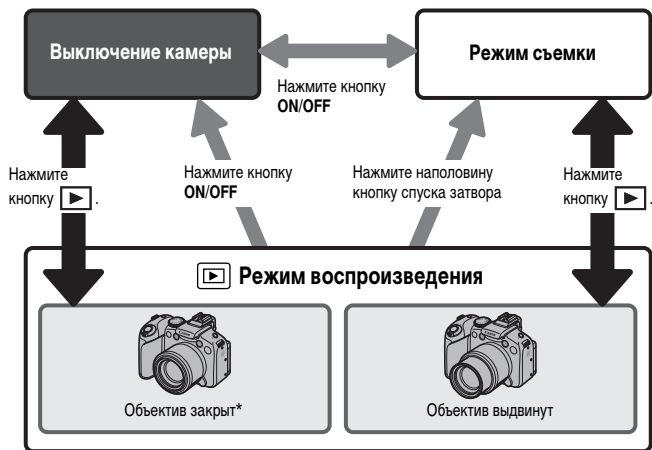 Выключение камеры
Режим съемки
Нажмите кнопку
ON/OFF
Нажмите
кнопку ▶.
Нажмите кнопку
ON/OFF
Нажмите наполовину
кнопку спуска затвора
Нажмите
кнопку ▶.
Режим воспроизведения
Объектив закрыт*
Объектив выдвинут